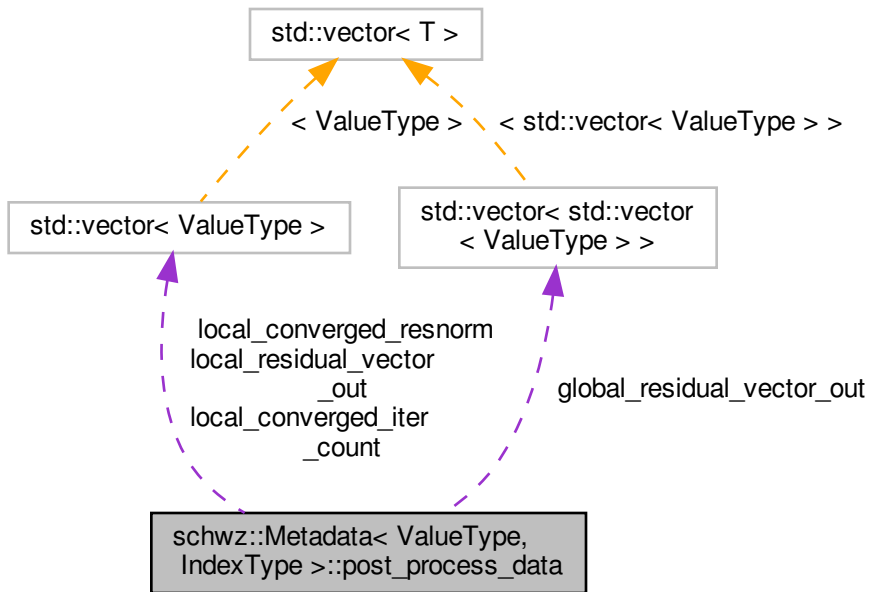 std::vector< T >
< ValueType >
< std::vector< ValueType > >
std::vector< ValueType >
std::vector< std::vector
< ValueType > >
local_converged_resnorm
local_residual_vector
_out
local_converged_iter
_count
global_residual_vector_out
schwz::Metadata< ValueType,
IndexType >::post_process_data